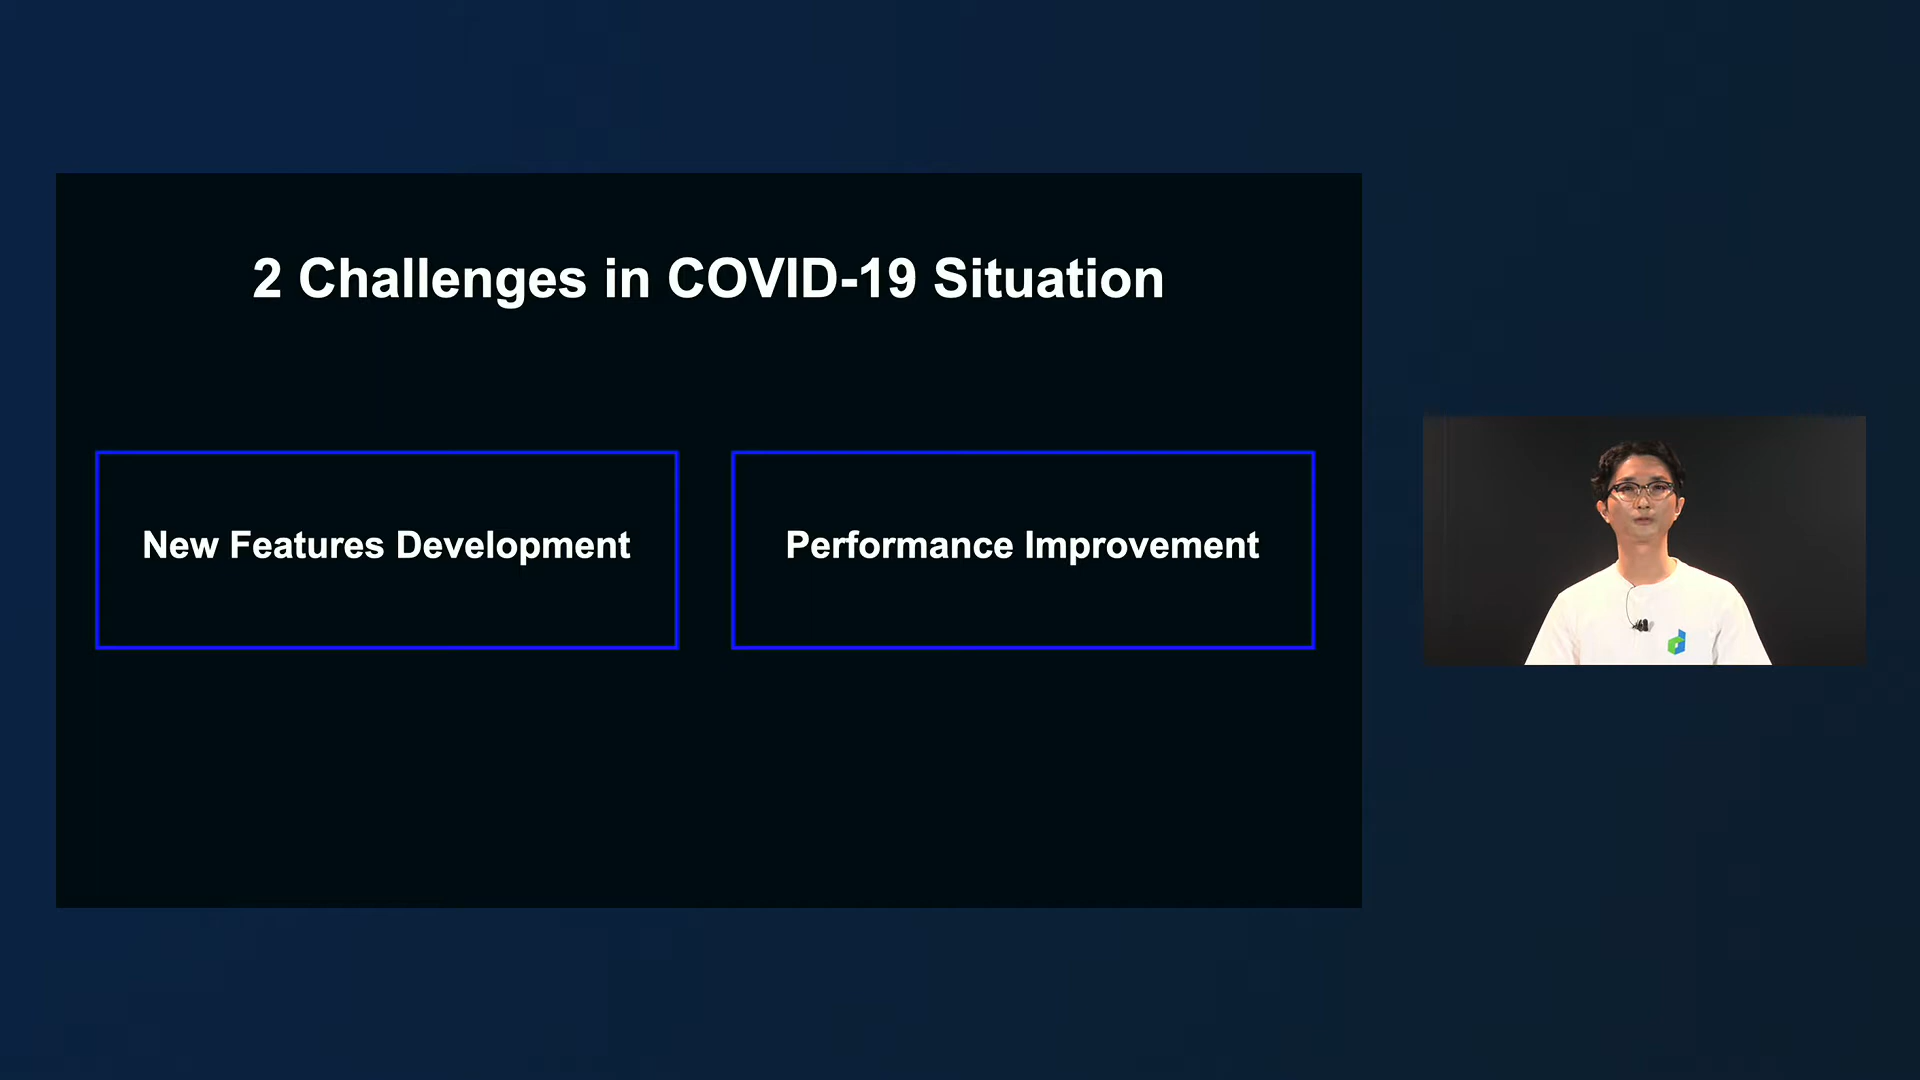 2 Challenges in COVID-19 Situation
New Features Development
Performance Improvement